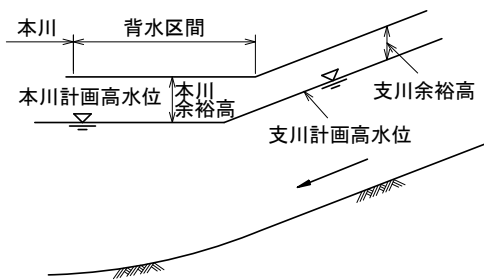 本川
背水区間
本川計画高水位
本川
余裕高
支川余裕高
支川計画高水位